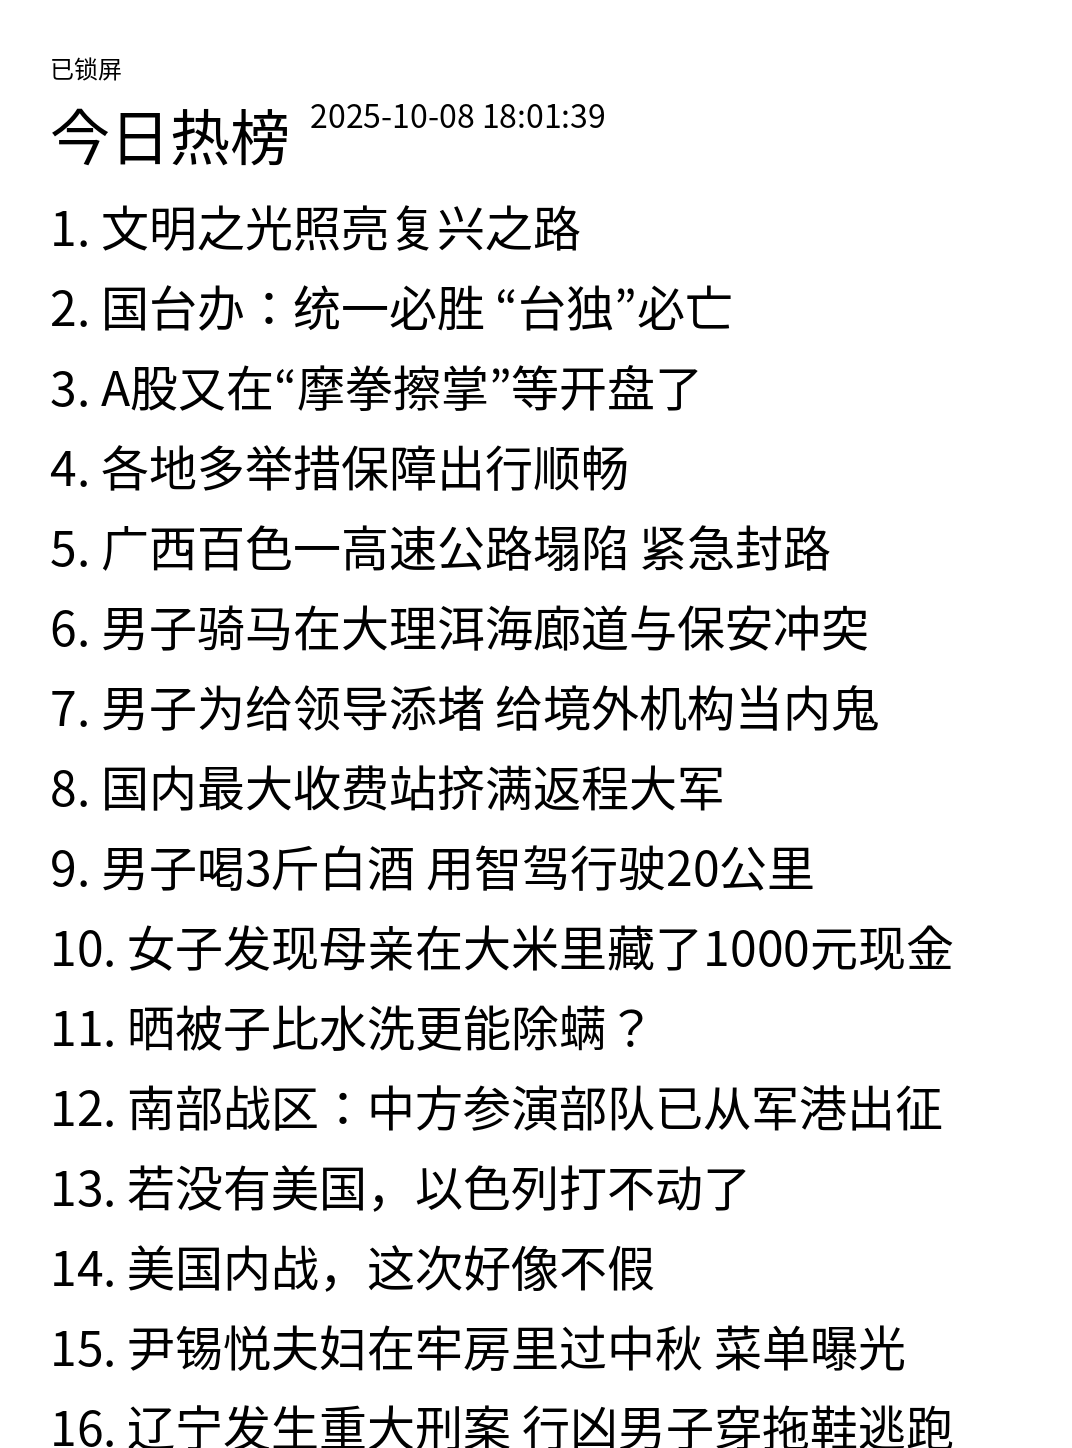 已锁屏
今日热榜 2025-10-08 18:01:39
1. 文明之光照亮复兴之路
2. 国台办：统一必胜 “台独”必亡
3. A股又在“摩拳擦掌”等开盘了
4. 各地多举措保障出行顺畅
5. 广西百色一高速公路塌陷 紧急封路
6. 男子骑马在大理洱海廊道与保安冲突
7. 男子为给领导添堵 给境外机构当内鬼
8. 国内最大收费站挤满返程大军
9. 男子喝3斤白酒 用智驾行驶20公里
10. 女子发现母亲在大米里藏了1000元现金
11. 晒被子比水洗更能除螨？
12. 南部战区：中方参演部队已从军港出征
13. 若没有美国，以色列打不动了
14. 美国内战，这次好像不假
15. 尹锡悦夫妇在牢房里过中秋 菜单曝光
16. 辽宁发生重大刑案 行凶男子穿拖鞋逃跑